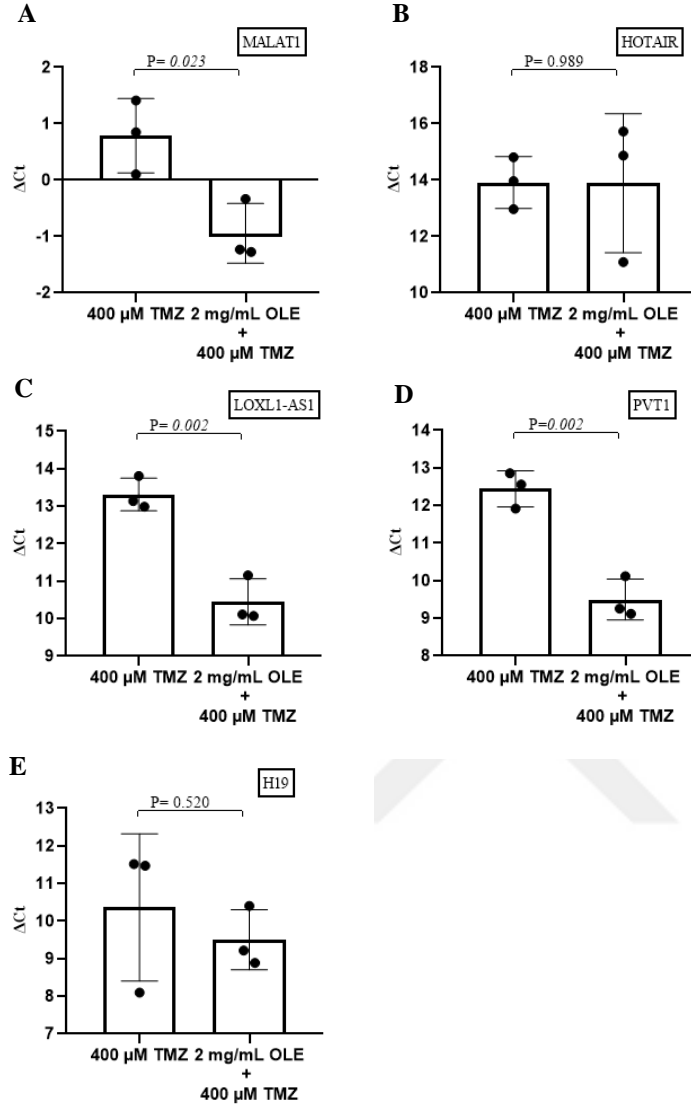 A
MALAT1
P= 0.023
2
1
0
-1
-2
ΔCt
400 µM TMZ
2 mg/mL OLE
+
400 µM TMZ
B
HOTAIR
P= 0.989
18
16
14
12
10
ΔCt
400 µM TMZ
2 mg/mL OLE
+
400 µM TMZ
C
LOXL1-AS1
P= 0.002
15
14
13
12
11
10
9
ΔCt
400 µM TMZ
2 mg/mL OLE
+
400 µM TMZ
D
PVT1
P=0.002
14
13
12
11
10
9
8
ΔCt
400 µM TMZ
2 mg/mL OLE
+
400 µM TMZ
E
H19
P= 0.520
13
12
11
10
9
8
7
ΔCt
400 µM TMZ
2 mg/mL OLE
+
400 µM TMZ